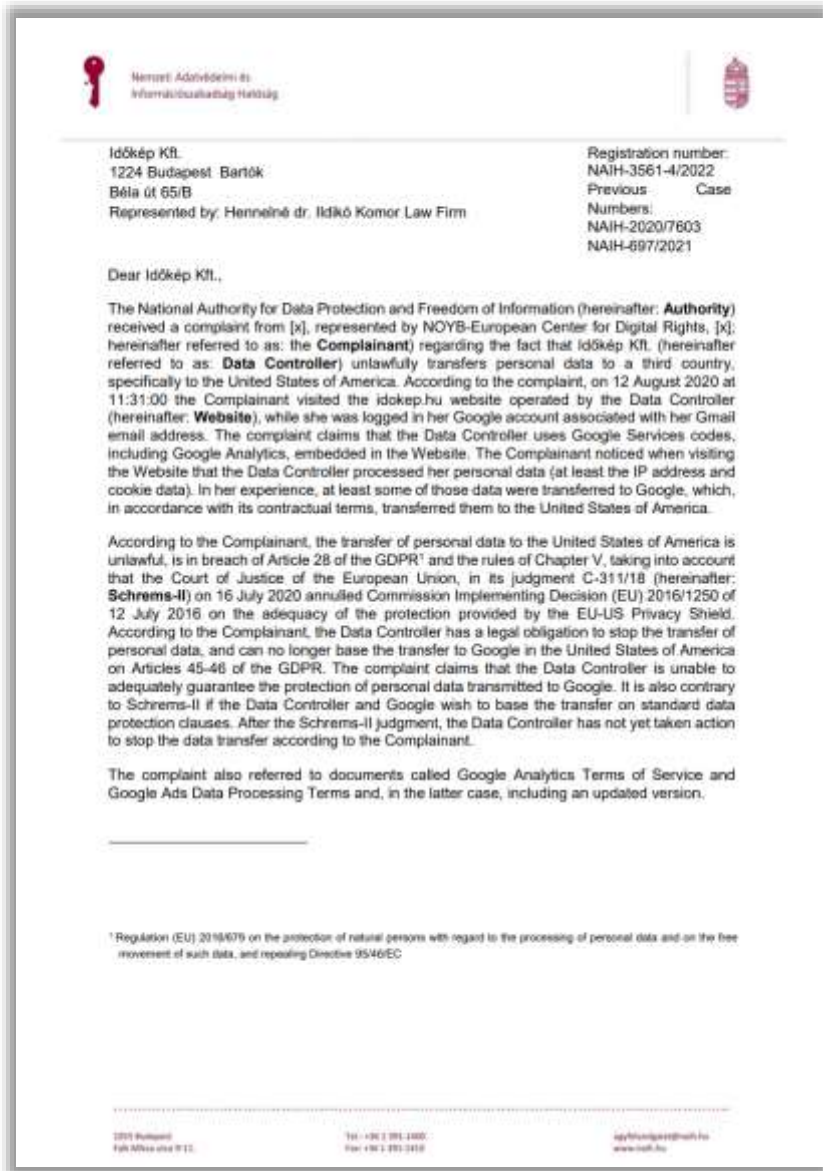 Nemzeti Adatvédelmi és
Információszabadság Hatóság
Időkép Kft.
1224 Budapest Bartók
Béla út 65/B
Represented by: Hennelné dr. Ildikó Komor Law Firm
Registration number:
NAIH-3561-4/2022
Previous Case
Numbers:
NAIH-2020/7603
NAIH-697/2021
Dear Időkép Kft.,
The National Authority for Data Protection and Freedom of Information (hereinafter: Authority)
received a complaint from [x], represented by NOYB-European Center for Digital Rights, [x];
hereinafter referred to as: the Complainant) regarding the fact that Időkép Kft. (hereinafter
referred to as: Data Controller) unlawfully transfers personal data to a third country,
specifically to the United States of America. According to the complaint, on 12 August 2020 at
11:31:00 the Complainant visited the idokep.hu website operated by the Data Controller
(hereinafter: Website), while she was logged in her Google account associated with her Gmail
email address. The complaint claims that the Data Controller uses Google Services codes,
including Google Analytics, embedded in the Website. The Complainant noticed when visiting
the Website that the Data Controller processed her personal data (at least the IP address and
cookie data). In her experience, at least some of those data were transferred to Google, which,
in accordance with its contractual terms, transferred them to the United States of America.
According to the Complainant, the transfer of personal data to the United States of America is
unlawful, is in breach of Article 28 of the GDPR¹ and the rules of Chapter V, taking into account
that the Court of Justice of the European Union, in its judgment C-311/18 (hereinafter:
Schrems-II) on 16 July 2020 annulled Commission Implementing Decision (EU) 2016/1250 of
12 July 2016 on the adequacy of the protection provided by the EU-US Privacy Shield.
According to the Complainant, the Data Controller has a legal obligation to stop the transfer of
personal data, and can no longer base the transfer to Google in the United States of America
on Articles 45-46 of the GDPR. The complaint claims that the Data Controller is unable to
adequately guarantee the protection of personal data transmitted to Google. It is also contrary
to Schrems-II if the Data Controller and Google wish to base the transfer on standard data
protection clauses. After the Schrems-II judgment, the Data Controller has not yet taken action
to stop the data transfer according to the Complainant.
The complaint also referred to documents called Google Analytics Terms of Service and
Google Ads Data Processing Terms and, in the latter case, including an updated version.
¹ Regulation (EU) 2016/679 on the protection of natural persons with regard to the processing of personal data and on the free
movement of such data, and repealing Directive 95/46/EC
1055 Budapest
Falk Miksa utca 9-11.
Tel.: +36 1 391-1400
Fax: +36 1 391-1410
ugyfelszolgalat@naih.hu
www.naih.hu